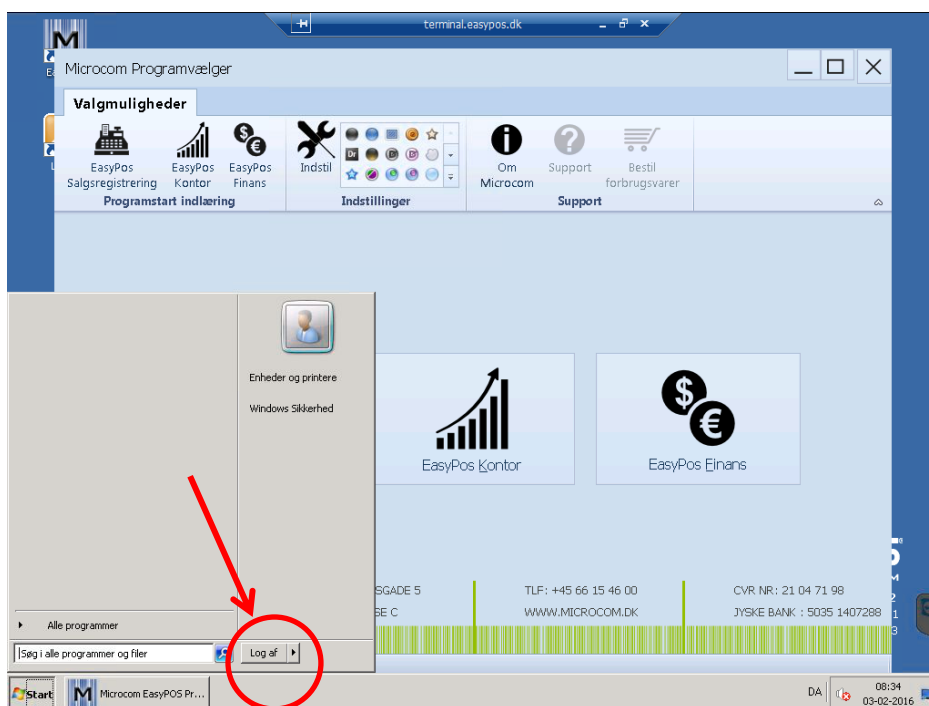 terminal.easypos.dk
Microcom Programvælger
Valgmuligheder
EasyPos Salgsregistrering
EasyPos Kontor
EasyPos Finans
Indstil
Om Microcom
Support
Bestil forbrugsvarer
Programstart indlæring
Indstillinger
Support
Enheder og printere
Windows Sikkerhed
EasyPos Kontor
EasyPos Finans
SGADE 5
TLF: +45 66 15 46 00
CVR NR: 21 04 71 98
SE C
WWW.MICROCOM.DK
JYSKE BANK : 5035 1407288
Alle programmer
Søg i alle programmer og filer
Log af
Start
Microcom EasyPOS Pr...
DA
08:34
03-02-2016